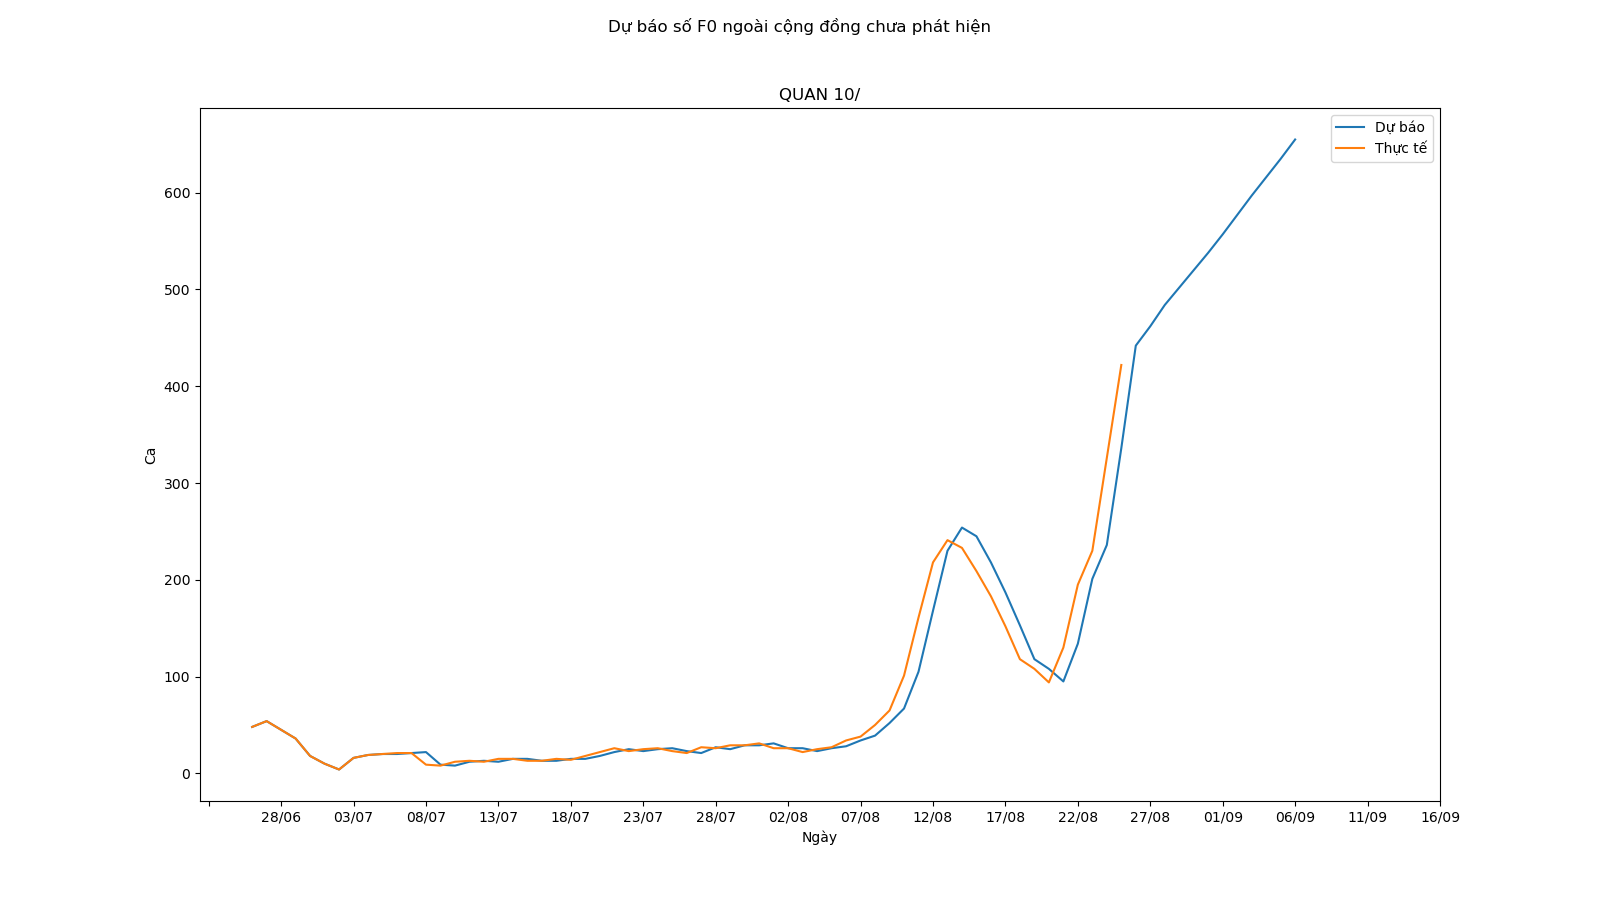 Dự báo số F0 ngoài cộng đồng chưa phát hiện
QUAN 10/
Dự báo
Thực tế
600
500
400
300
200
100
0
Ca
28/06 03/07 08/07 13/07 18/07 23/07 28/07 02/08 07/08 12/08 17/08 22/08 27/08 01/09 06/09 11/09 16/09
Ngày